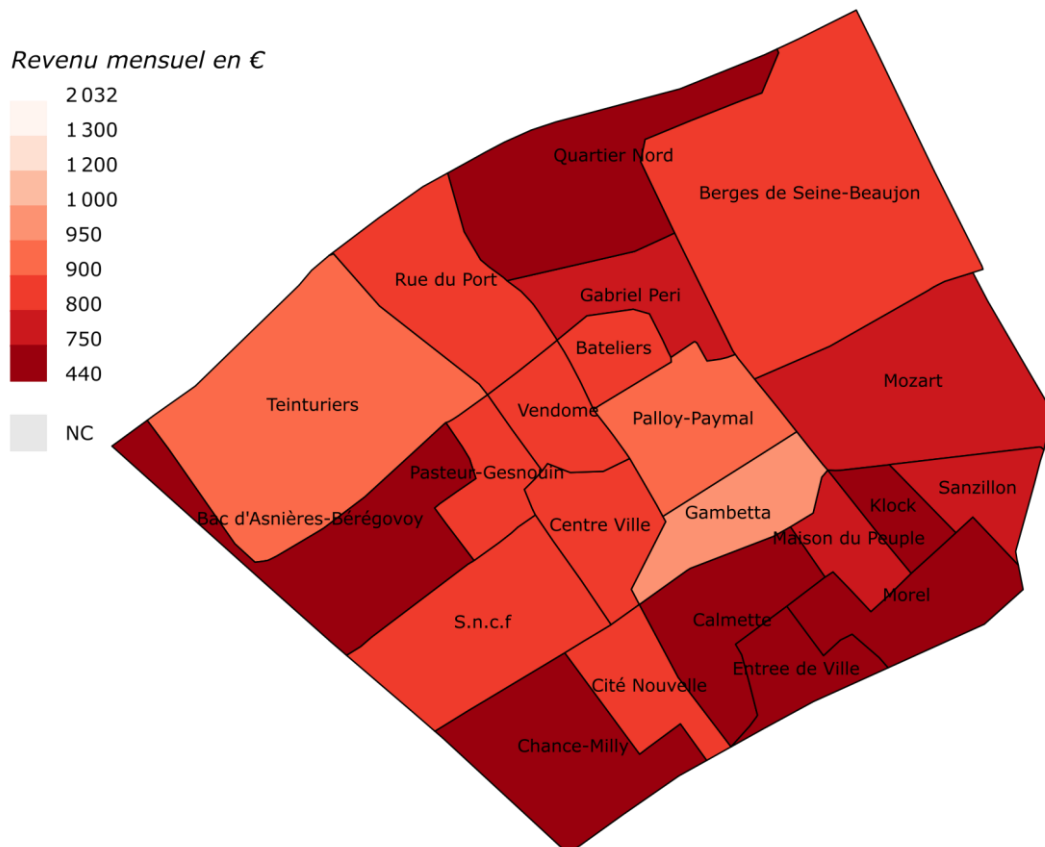 Revenu mensuel en €
2 032
1 300
1 200
1 000
950
900
800
750
440
NC
Quartier Nord
Berges de Seine-Beaujon
Rue du Port
Gabriel Peri
Bateliers
Mozart
Teinturiers
Vendome
Palloy-Paymal
Pasteur-Gesnouin
Sanzillon
Klock
Bac d'Asnières-Bérégovoy
Centre Ville
Gambetta
Maison du Peuple
Morel
S.n.c.f
Calmette
Entree de Ville
Cité Nouvelle
Chance-Milly